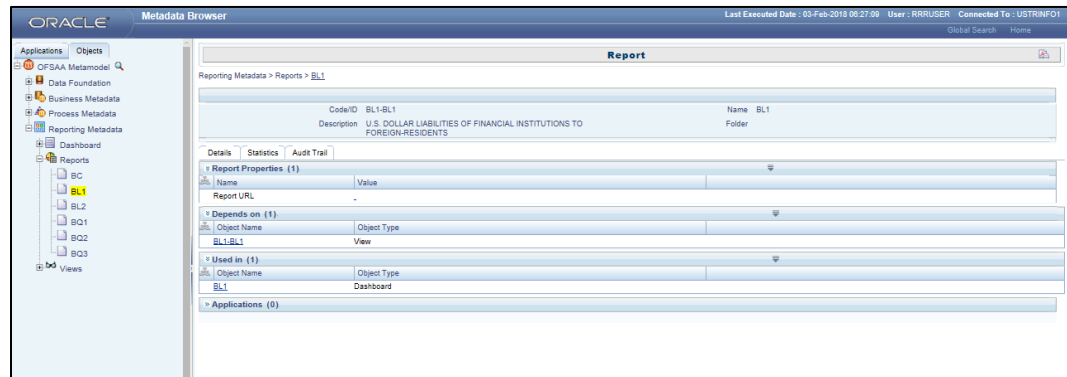 ORACLE Metadata Browser Last Executed Date : 03-Feb-2018 06:27:09 User : RRRUSER Connected To : USTRINFO1
Global Search Home
Applications Objects
OFSAA Metamodel
Data Foundation
Business Metadata
Process Metadata
Reporting Metadata
Dashboard
Reports
BC
BL1
BL2
BQ1
BQ2
BQ3
Views
Report
Reporting Metadata > Reports > BL1
Code/ID BL1-BL1 Name BL1
Description U.S. DOLLAR LIABILITIES OF FINANCIAL INSTITUTIONS TO Folder
FOREIGN-RESIDENTS
Details Statistics Audit Trail
Report Properties (1)
Name Value
Report URL -
Depends on (1)
Object Name Object Type
BL1-BL1 View
Used in (1)
Object Name Object Type
BL1 Dashboard
Applications (0)